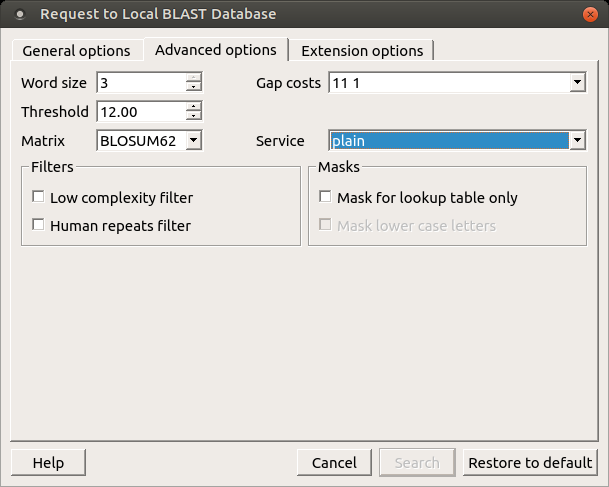 Request to Local BLAST Database
General options Advanced options Extension options
Word size 3 Gap costs 11 1
Threshold 12.00
Matrix BLOSUM62 Service plain
Filters Masks
Low complexity filter Mask for lookup table only
Human repeats filter Mask lower case letters
Help Cancel Search Restore to default